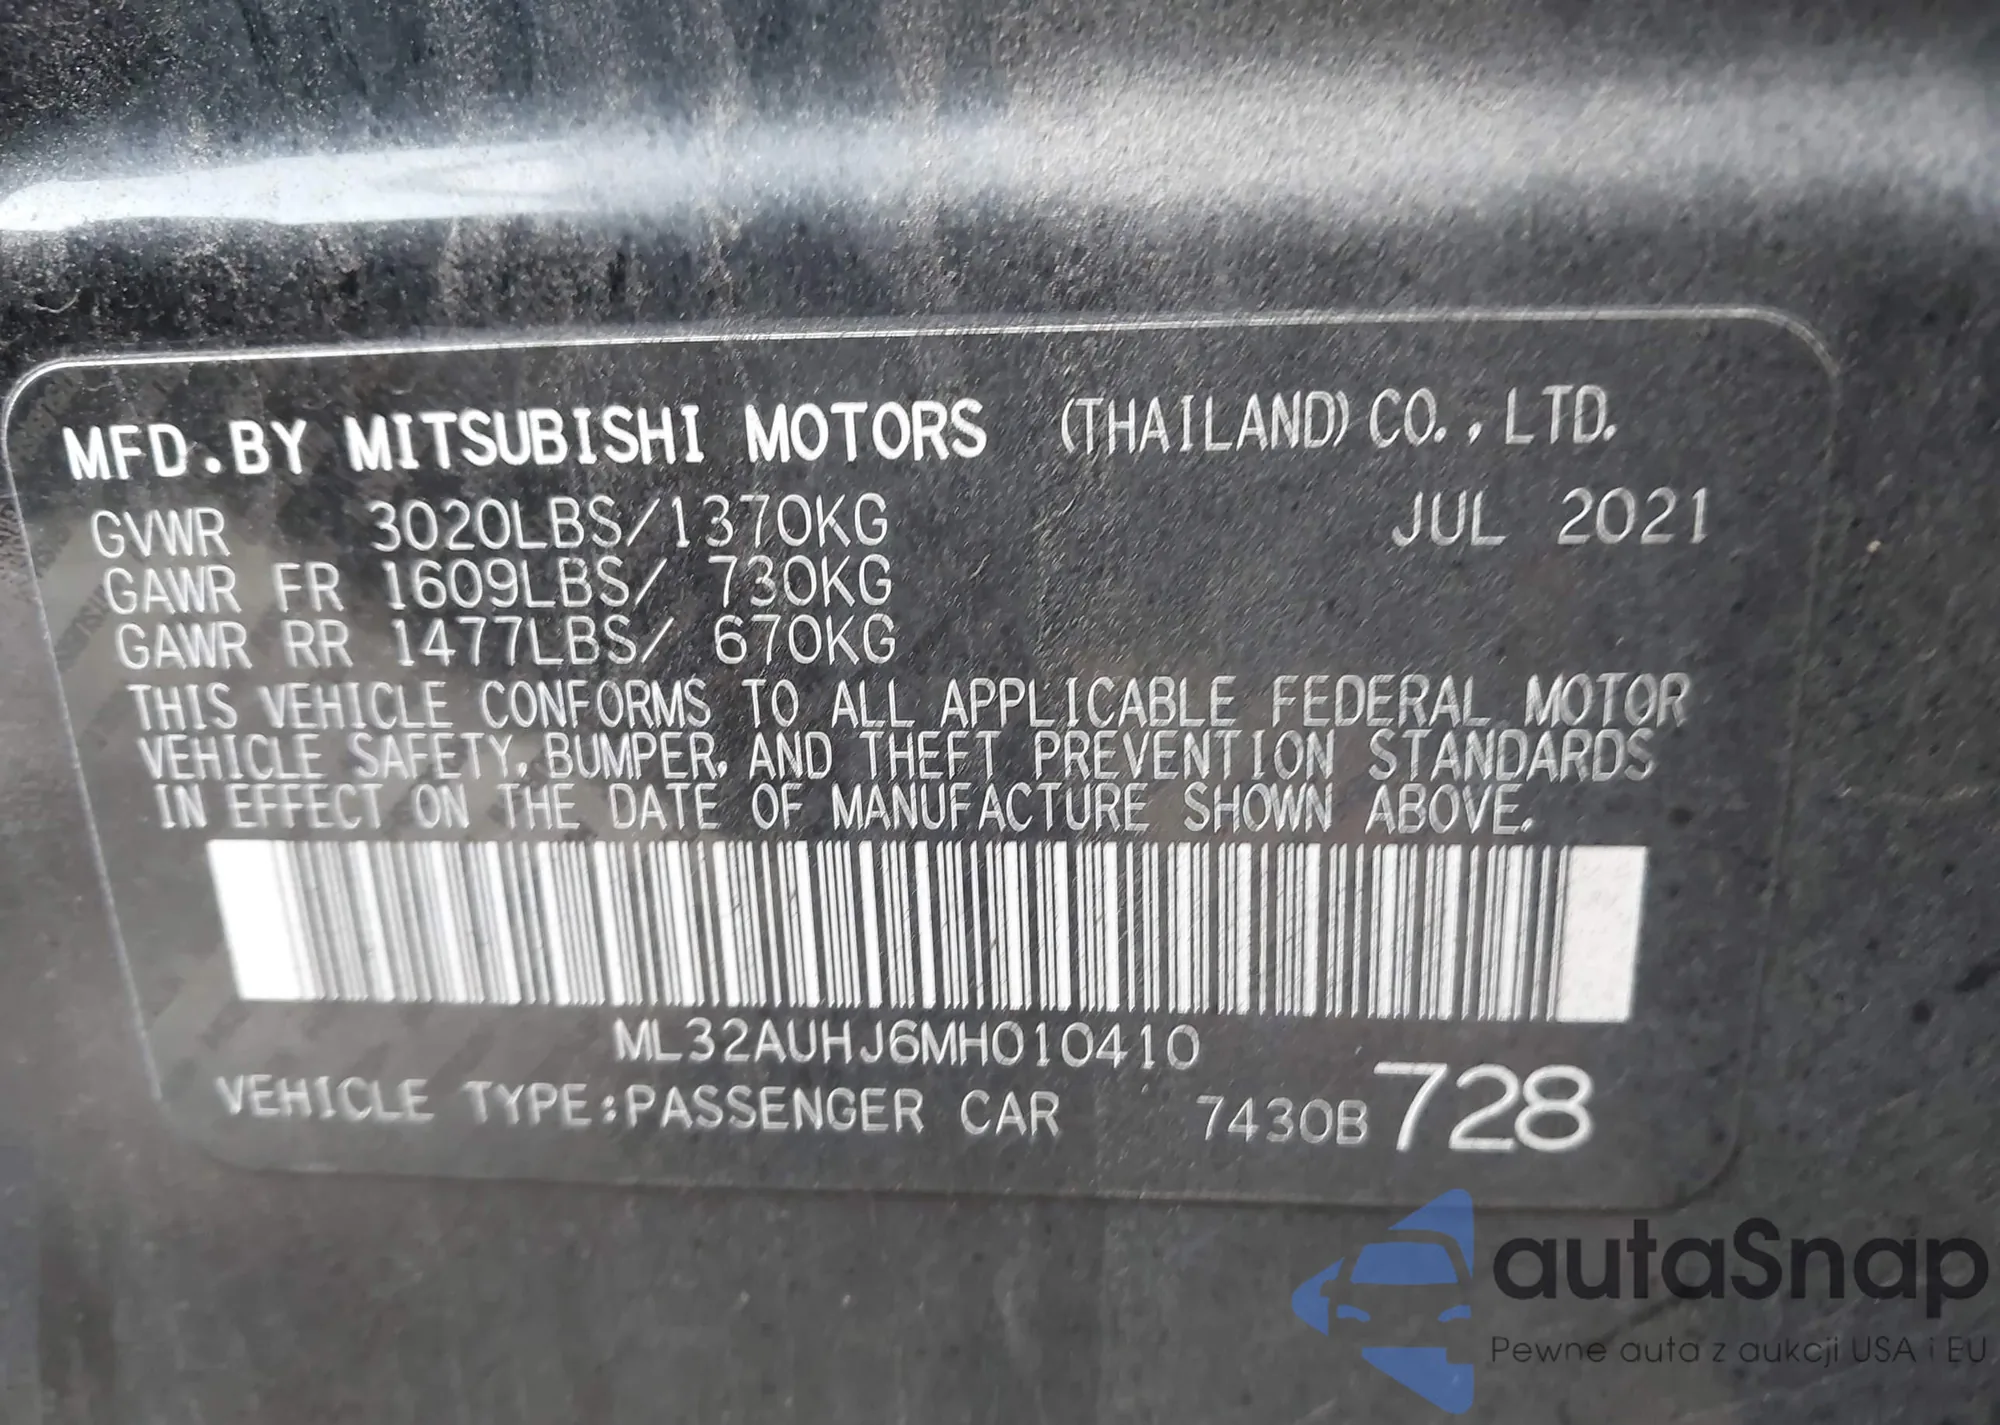 MFD.BY MITSUBISHI MOTORS (THAILAND) CO., LTD.
GVWR 3020LBS/1370KG JUL 2021
GAWR FR 1609LBS/ 730KG
GAWR RR 1477LBS/ 670KG
THIS VEHICLE CONFORMS TO ALL APPLICABLE FEDERAL MOTOR
VEHICLE SAFETY, BUMPER, AND THEFT PREVENTION STANDARDS
IN EFFECT ON THE DATE OF MANUFACTURE SHOWN ABOVE.
ML32AUHJ6MH010410
VEHICLE TYPE:PASSENGER CAR 7430B728
autaSnap
Pewne auta z aukcji USA i EU